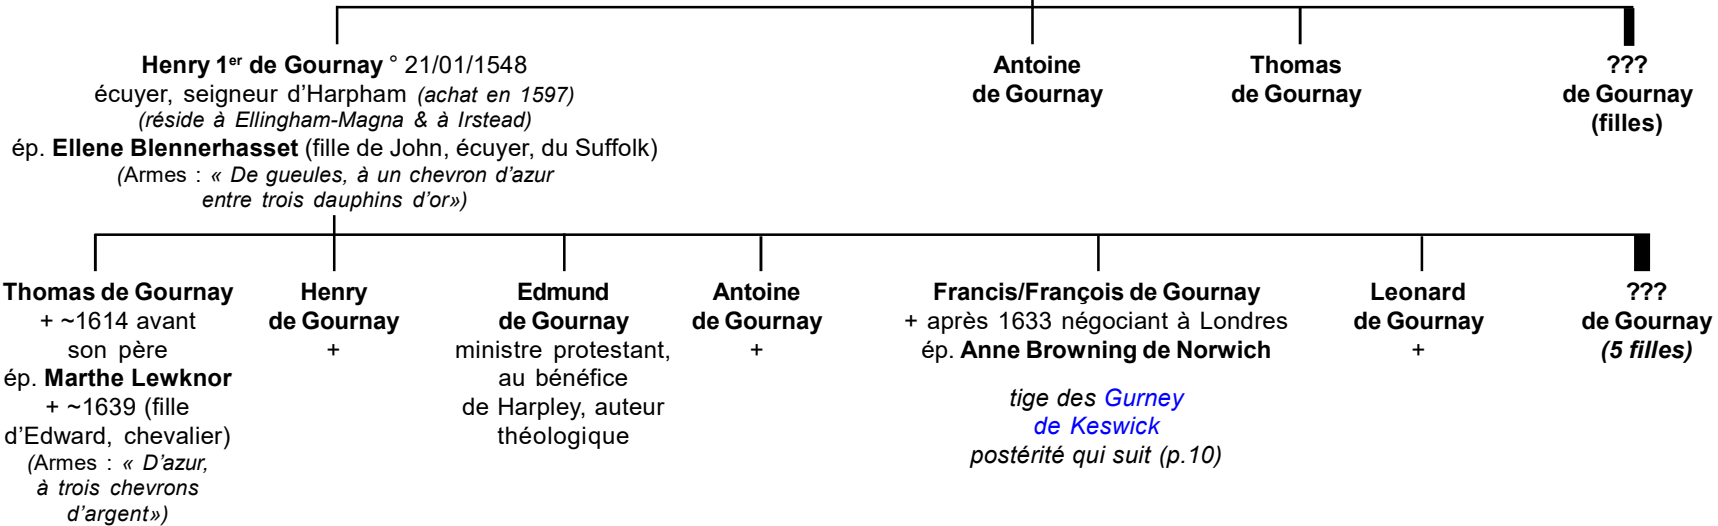 Henry 1er de Gournay ° 21/01/1548
écuyer, seigneur d’Harpham (achat en 1597)
(réside à Ellingham-Magna & à Irstead)
ép. Ellene Blennerhasset (fille de John, écuyer, du Suffolk)
(Armes : « De gueules, à un chevron d’azur
entre trois dauphins d’or»)
Antoine
de Gournay
Thomas
de Gournay
???
de Gournay
(filles)
Thomas de Gournay
+ ~1614 avant
son père
ép. Marthe Lewknor
+ ~1639 (fille
d’Edward, chevalier)
(Armes : « D’azur,
à trois chevrons
d’argent»)
Henry
de Gournay
+
Edmund
de Gournay
ministre protestant,
au bénéfice
de Harpley, auteur
théologique
Antoine
de Gournay
+
Francis/François de Gournay
+ après 1633 négociant à Londres
ép. Anne Browning de Norwich
tige des Gurney
de Keswick
postérité qui suit (p.10)
Leonard
de Gournay
+
???
de Gournay
(5 filles)